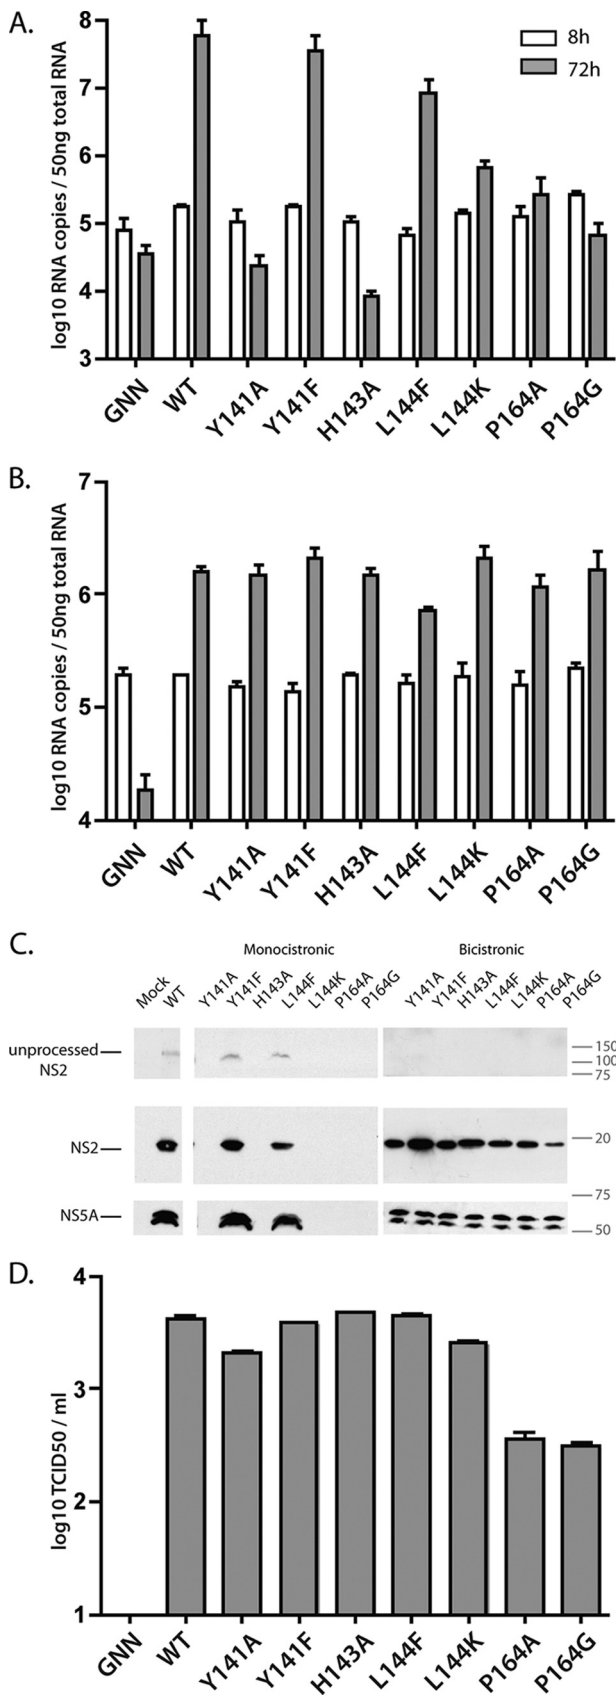 A.
8
7
6
5
4
3
log10 RNA copies / 50ng total RNA
8h
72h
GNN WT Y141A Y141F H143A L144F L144K P164A P164G
B.
7
6
5
4
log10 RNA copies / 50ng total RNA
GNN WT Y141A Y141F H143A L144F L144K P164A P164G
C.
Monocistronic Bicistronic
Mock WT Y141A Y141F H143A L144F L144K P164A P164G Y141A Y141F H143A L144F L144K P164A P164G
unprocessed
NS2
150
100
75
NS2
20
75
NS5A
50
D.
4
3
2
1
log10 TCID50 / ml
GNN WT Y141A Y141F H143A L144F L144K P164A P164G